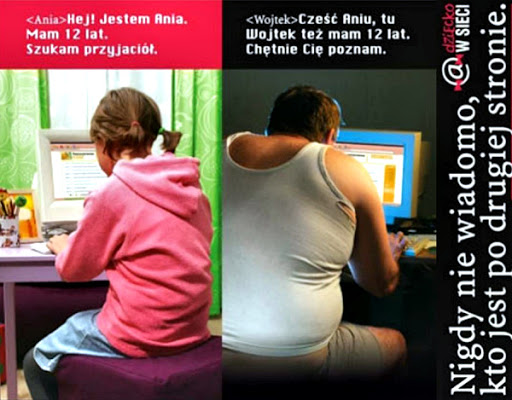 <Ania>Hej! Jestem Ania.
Mam 12 lat.
Szukam przyjaciół.
<Wojtek>Cześć Aniu, tu
Wojtek też mam 12 lat.
Chętnie Cię poznam.
dziecko
W SIECI
Nigdy nie wiadomo,
kto jest po drugiej stronie.